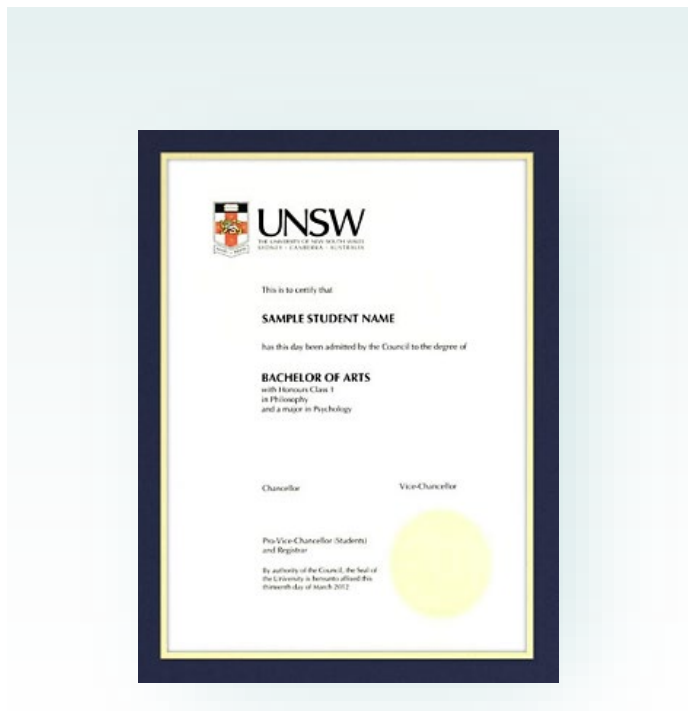 UNSW
THE UNIVERSITY OF NEW SOUTH WALES
SYDNEY · CANBERRA · AUSTRALIA
This is to certify that
SAMPLE STUDENT NAME
has this day been admitted by the Council to the degree of
BACHELOR OF ARTS
with Honours Class 1
in Philosophy
and a major in Psychology
Chancellor
Vice-Chancellor
Pro-Vice-Chancellor (Students)
and Registrar
By authority of the Council, the Seal of
the University is hereunto affixed this
thirteenth day of March 2012